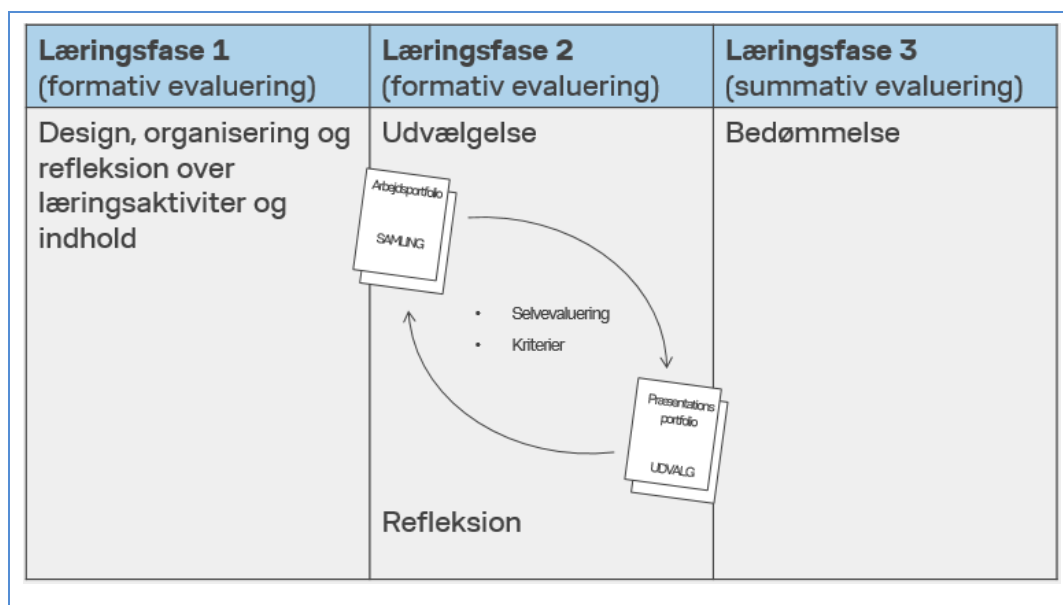 Læringsfase 1
(formativ evaluering)
Læringsfase 2
(formativ evaluering)
Læringsfase 3
(summativ evaluering)
Design, organisering og
refleksion over
læringsaktiviter og
indhold
Udvælgelse
Arbejdsportfolio
SAMLING
• Selvevaluering
• Kriterier
Præsentations
portfolio
UDVALG
Refleksion
Bedømmelse